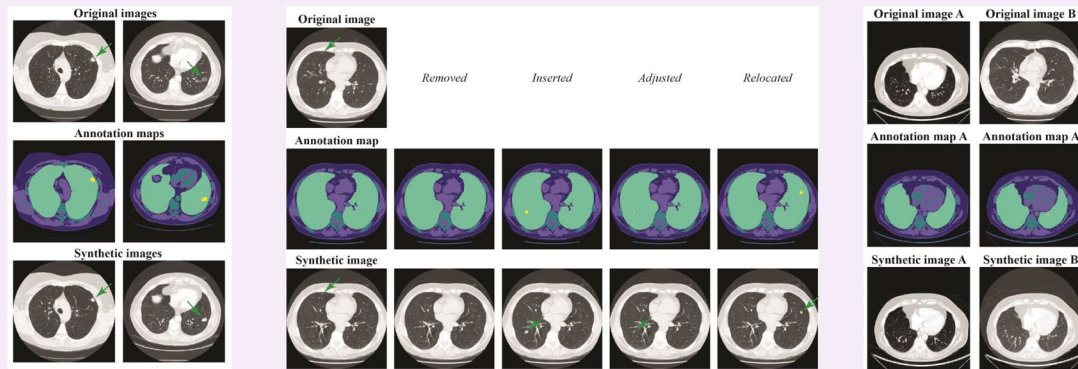 Original images
Annotation maps
Synthetic images
Original image
Removed
Inserted
Adjusted
Relocated
Annotation map
Synthetic image
Original image A
Original image B
Annotation map A
Annotation map A
Synthetic image A
Synthetic image B